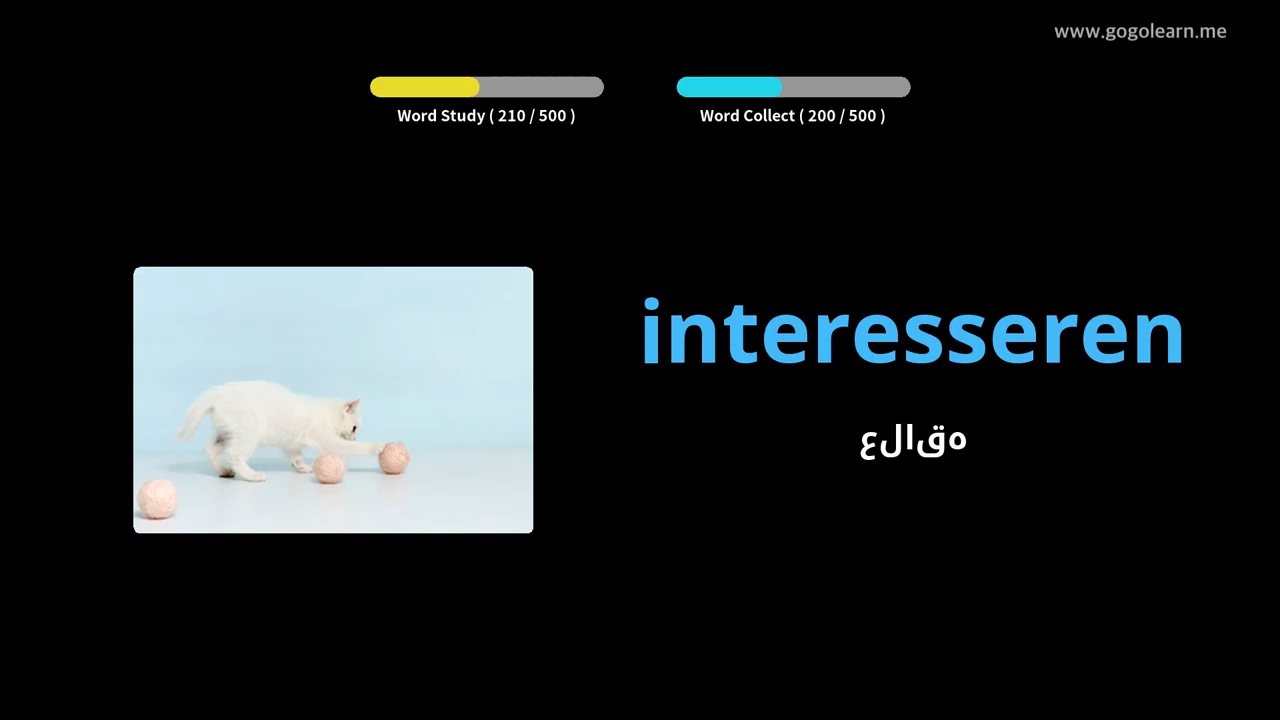 www.gogolearn.me
Word Study ( 210 / 500 )
Word Collect ( 200 / 500 )
interesseren
علاقه